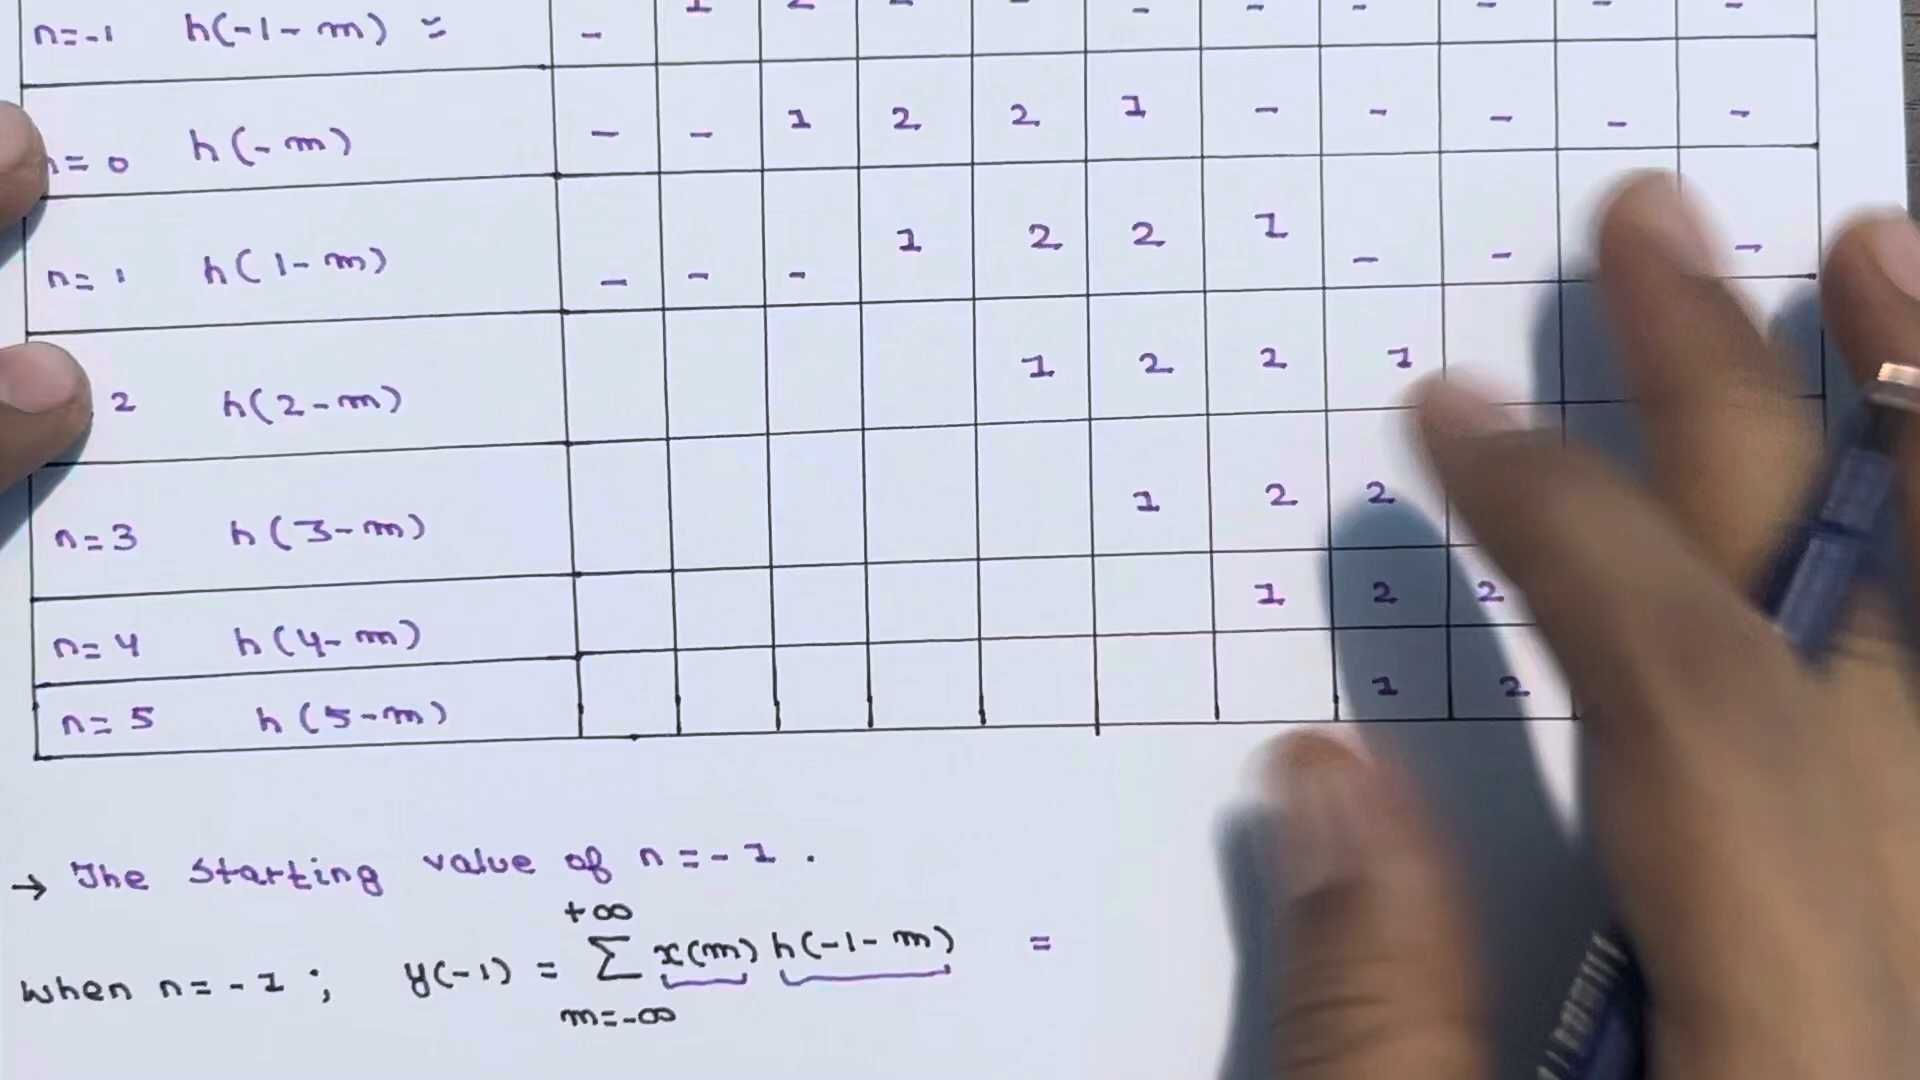 n=-1 h(-1-m) = - 1 2 - - - - - - - -
n=0 h(-m) - - 1 2 2 1 - - - - -
n=1 h(1-m) - - - 1 2 2 1 - - -
2 h(2-m) 1 2 2 1
n=3 h(3-m) 1 2 2
n=4 h(4-m) 1 2 2
n=5 h(5-m) 1 2
→ The starting value of n=-1.
+∞
when n=-1; y(-1) = Σ x(m) h(-1-m) =
m=-∞